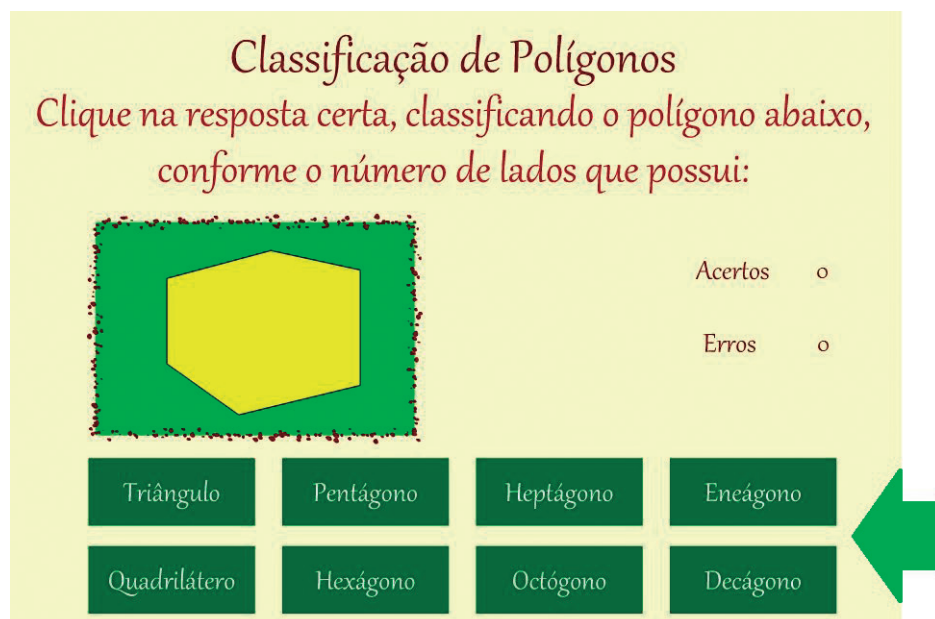 Classificação de Polígonos
Clique na resposta certa, classificando o polígono abaixo,
conforme o número de lados que possui:
Acertos 0
Erros 0
Triângulo Pentágono Heptágono Eneágono
Quadrilátero Hexágono Octógono Decágono